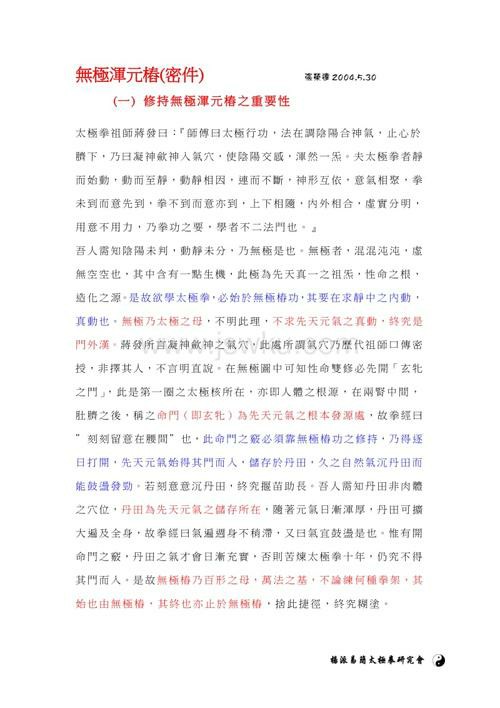 無極渾元樁(密件)
張肇平 2004.5.30
(一) 修持無極渾元樁之重要性
太極拳祖師蔣發曰:『師傅曰太極行功,法在調陰陽合神氣,止心於
臍下,乃曰凝神歛神入氣穴,使陰陽交感,渾然一炁。夫太極拳者靜
而始動,動而至靜,動靜相因,連而不斷,神形互依,意氣相聚,拳
未到而意先到,拳不到而意亦到,上下相隨,內外相合,虛實分明,
用意不用力,乃拳功之要,學者不二法門也。』
吾人需知陰陽未判,動靜未分,乃無極是也。無極者,混混沌沌,虛
無空空也,其中含有一點生機,此極為先天真一之祖炁,性命之根,
造化之源。是故欲學太極拳,必始於無極樁功,其要在求靜中之內動,
真動也。無極乃太極之母,不明此理,不求先天元氣之真動,終究是
門外漢。蔣發所言凝神歛神之氣穴,此處所謂氣穴乃歷代祖師口傳密
授,非擇其人,不言明直說。在無極圖中可知性命雙修必先開「玄牝
之門」,此是第一圈之太極核所在,亦即人體之根源,在兩腎中間,
肚臍之後,稱之命門(即玄牝)為先天元氣之根本發源處,故拳經曰
"刻刻留意在腰間"也,此命門之竅必須靠無極樁功之修持,乃得逐
日打開,先天元氣始得其門而入,儲存於丹田,久之自然氣沉丹田而
能鼓盪發勁。若刻意意沉丹田,終究揠苗助長。吾人需知丹田非肉體
之穴位,丹田為先天元氣之儲存所在,隨著元氣日漸渾厚,丹田可擴
大遍及全身,故拳經曰氣遍週身不稍滯,又曰氣宜鼓盪是也。惟有開
命門之竅,丹田之氣才會日漸充實,否則苦煉太極拳十年,仍究不得
其門而入。是故無極樁乃百形之母,萬法之基,不論練何種拳架,其
始也由無極樁,其終也亦止於無極樁,捨此捷徑,終究糊塗。
楊派易簡太極拳研究會